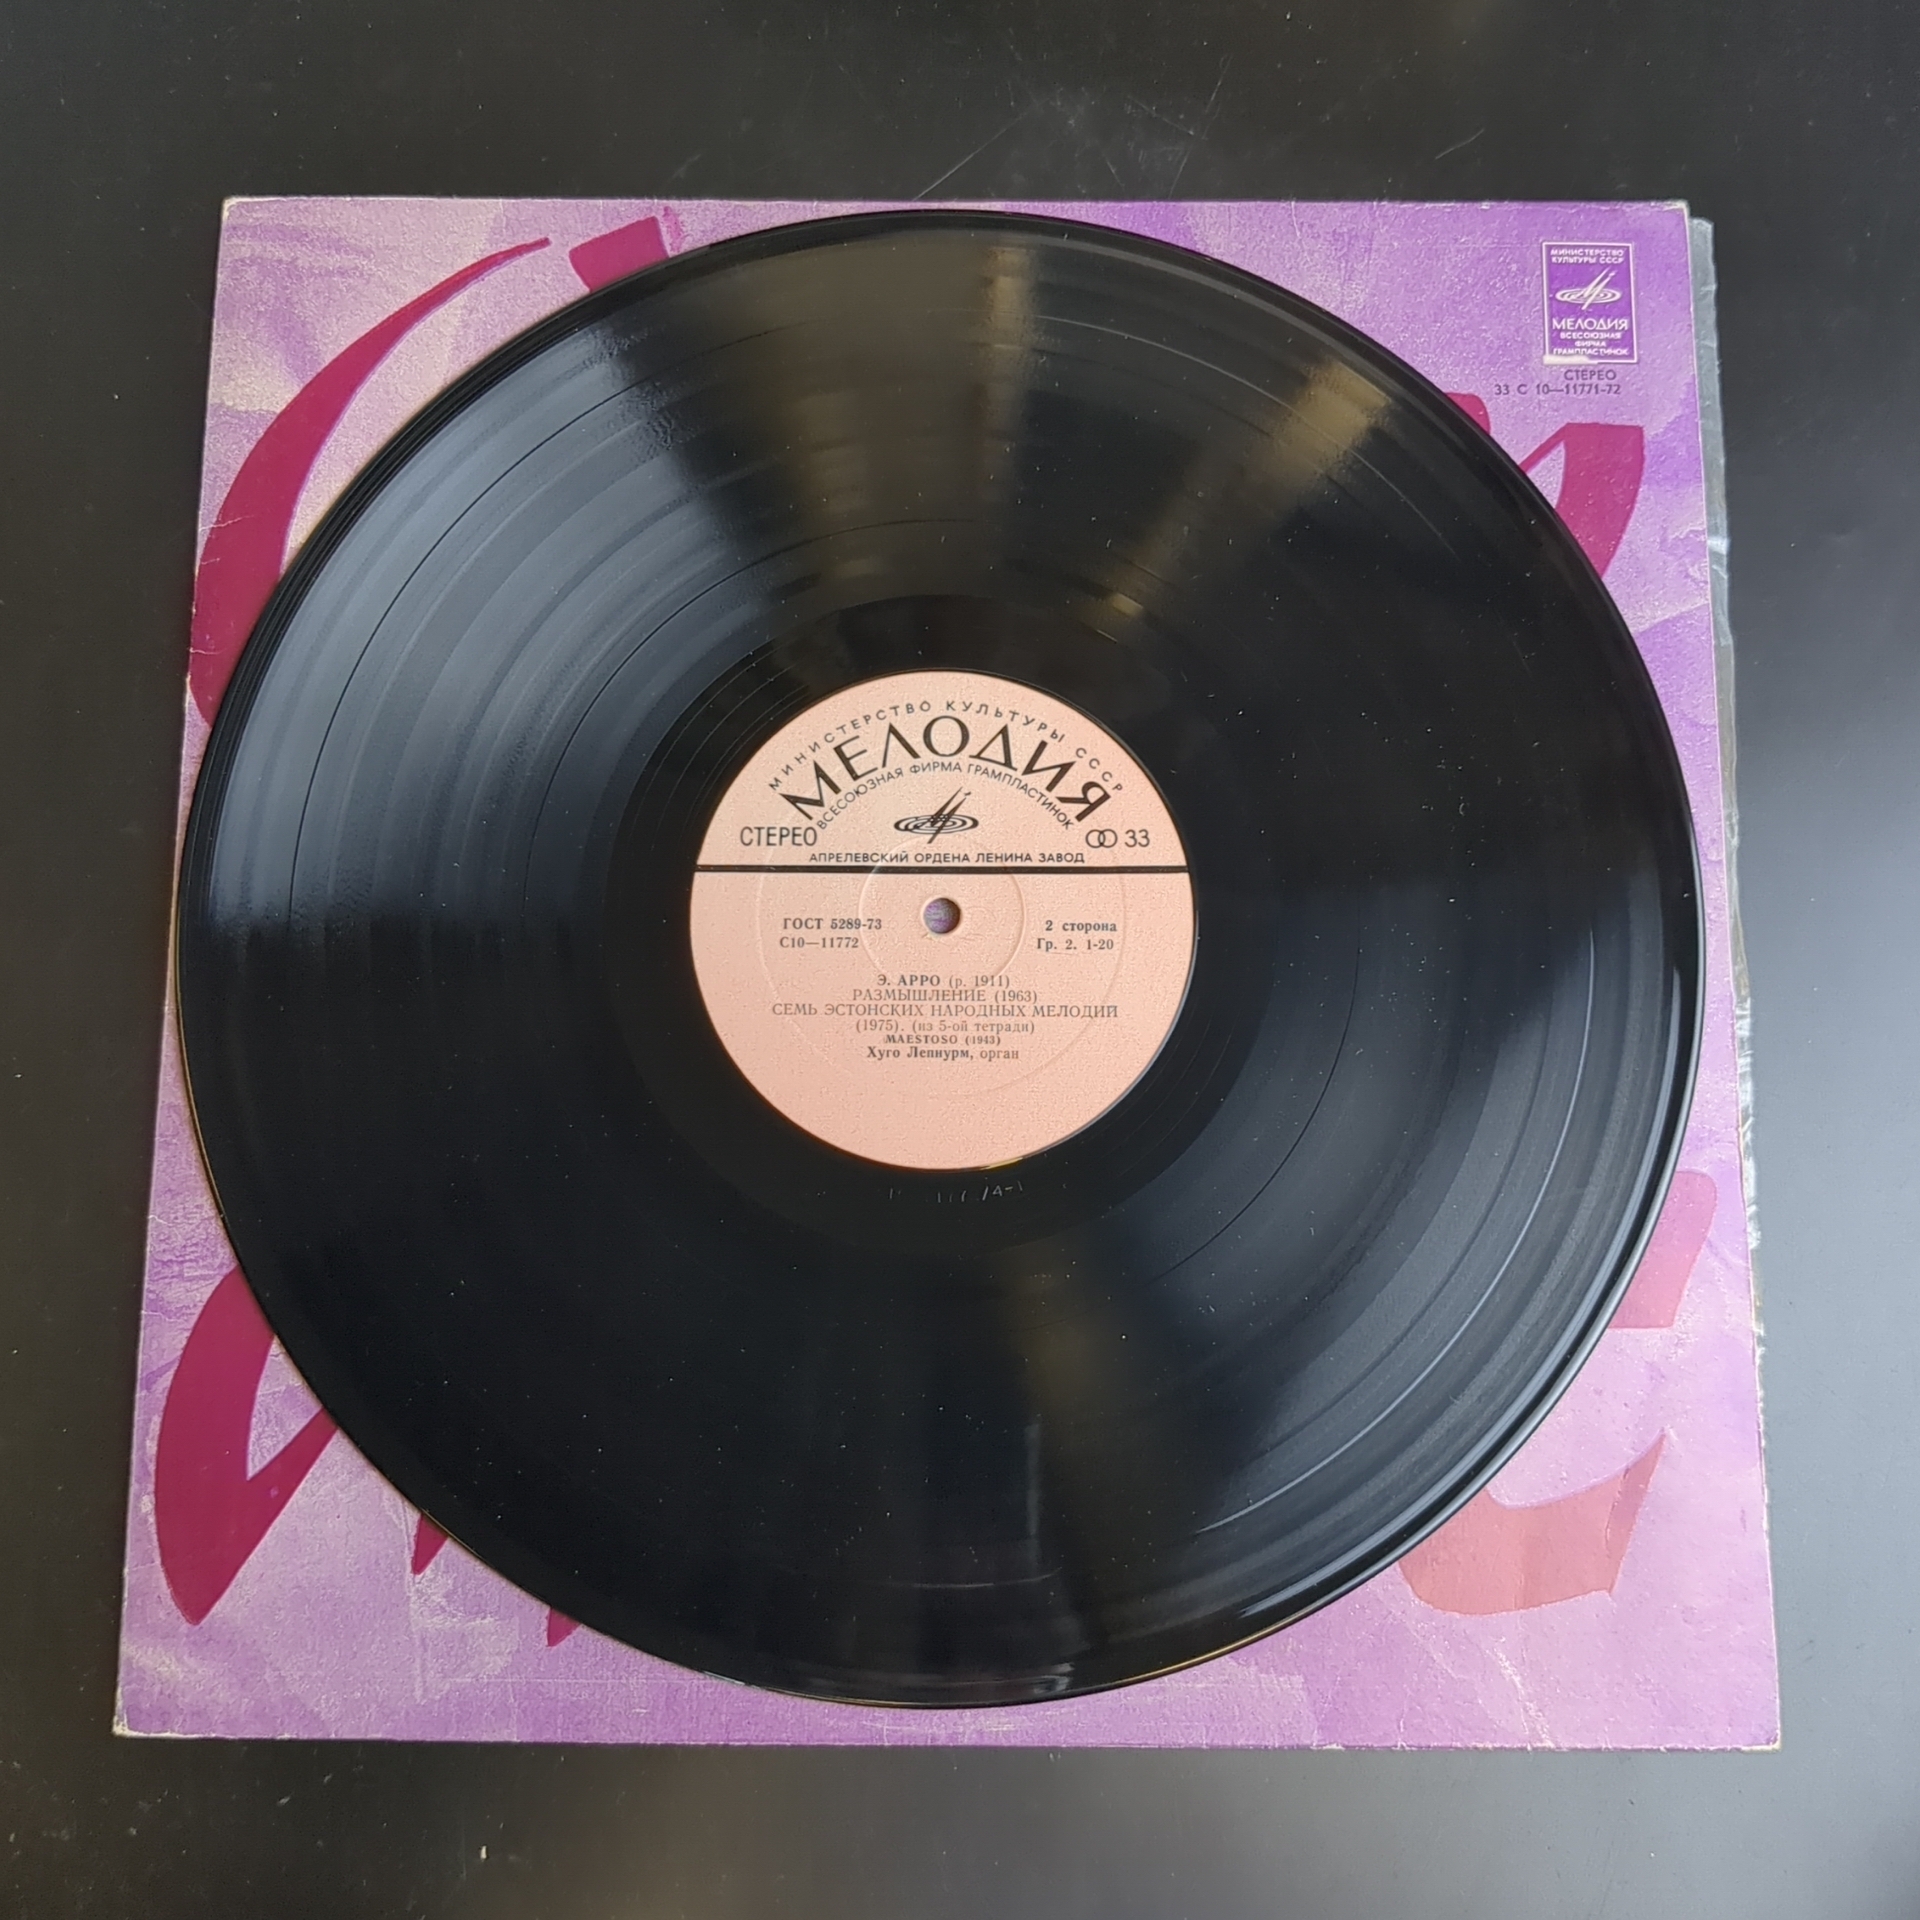 МИНИСТЕРСТВО
КУЛЬТУРЫ СССР
МЕЛОДИЯ
ВСЕСОЮЗНАЯ
ФИРМА
ГРАМПЛАСТИНОК
СТЕРЕО
33 С 10—11771-72
МИНИСТЕРСТВО КУЛЬТУРЫ СССР
МЕЛОДИЯ
ВСЕСОЮЗНАЯ ФИРМА ГРАМПЛАСТИНОК
СТЕРЕО
33
АПРЕЛЕВСКИЙ ОРДЕНА ЛЕНИНА ЗАВОД
ГОСТ 5289-73
С10—11772
2 сторона
Гр. 2. 1-20
Э. АРРО (р. 1911)
РАЗМЫШЛЕНИЕ (1963)
СЕМЬ ЭСТОНСКИХ НАРОДНЫХ МЕЛОДИЙ
(1975). (из 5-ой тетради)
MAESTOSO (1943)
Хуго Лепнурм, орган